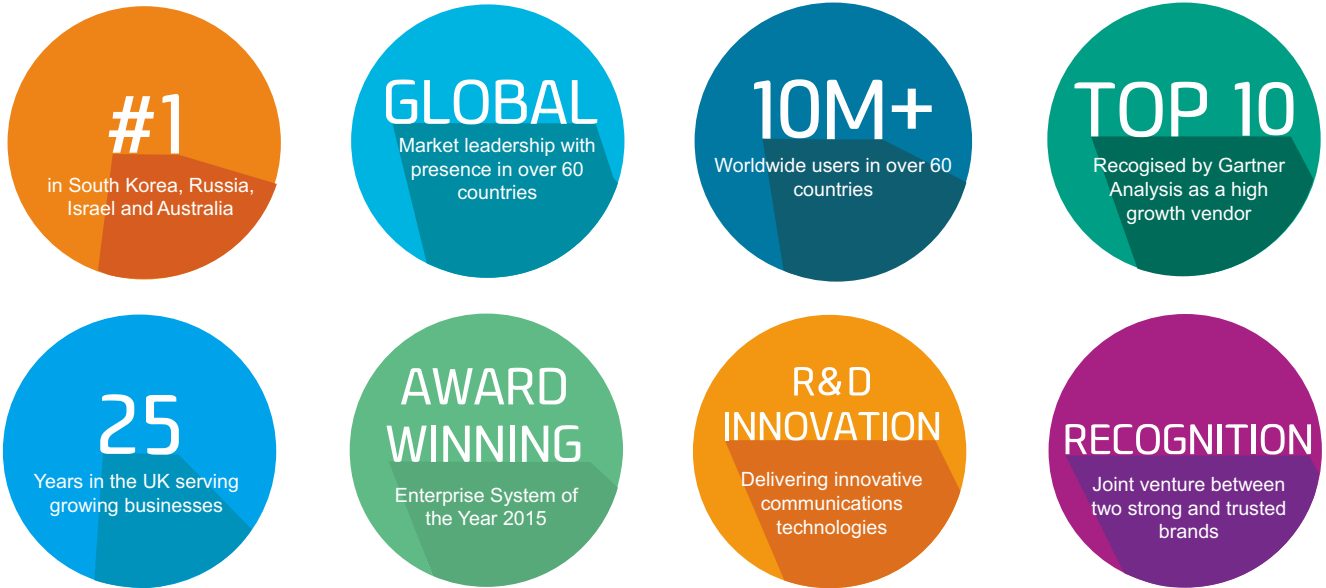 #1
in South Korea, Russia,
Israel and Australia
GLOBAL
Market leadership with
presence in over 60
countries
10M+
Worldwide users in over 60
countries
TOP 10
Recogised by Gartner
Analysis as a high
growth vendor
25
Years in the UK serving
growing businesses
AWARD
WINNING
Enterprise System of
the Year 2015
R&D
INNOVATION
Delivering innovative
communications
technologies
RECOGNITION
Joint venture between
two strong and trusted
brands